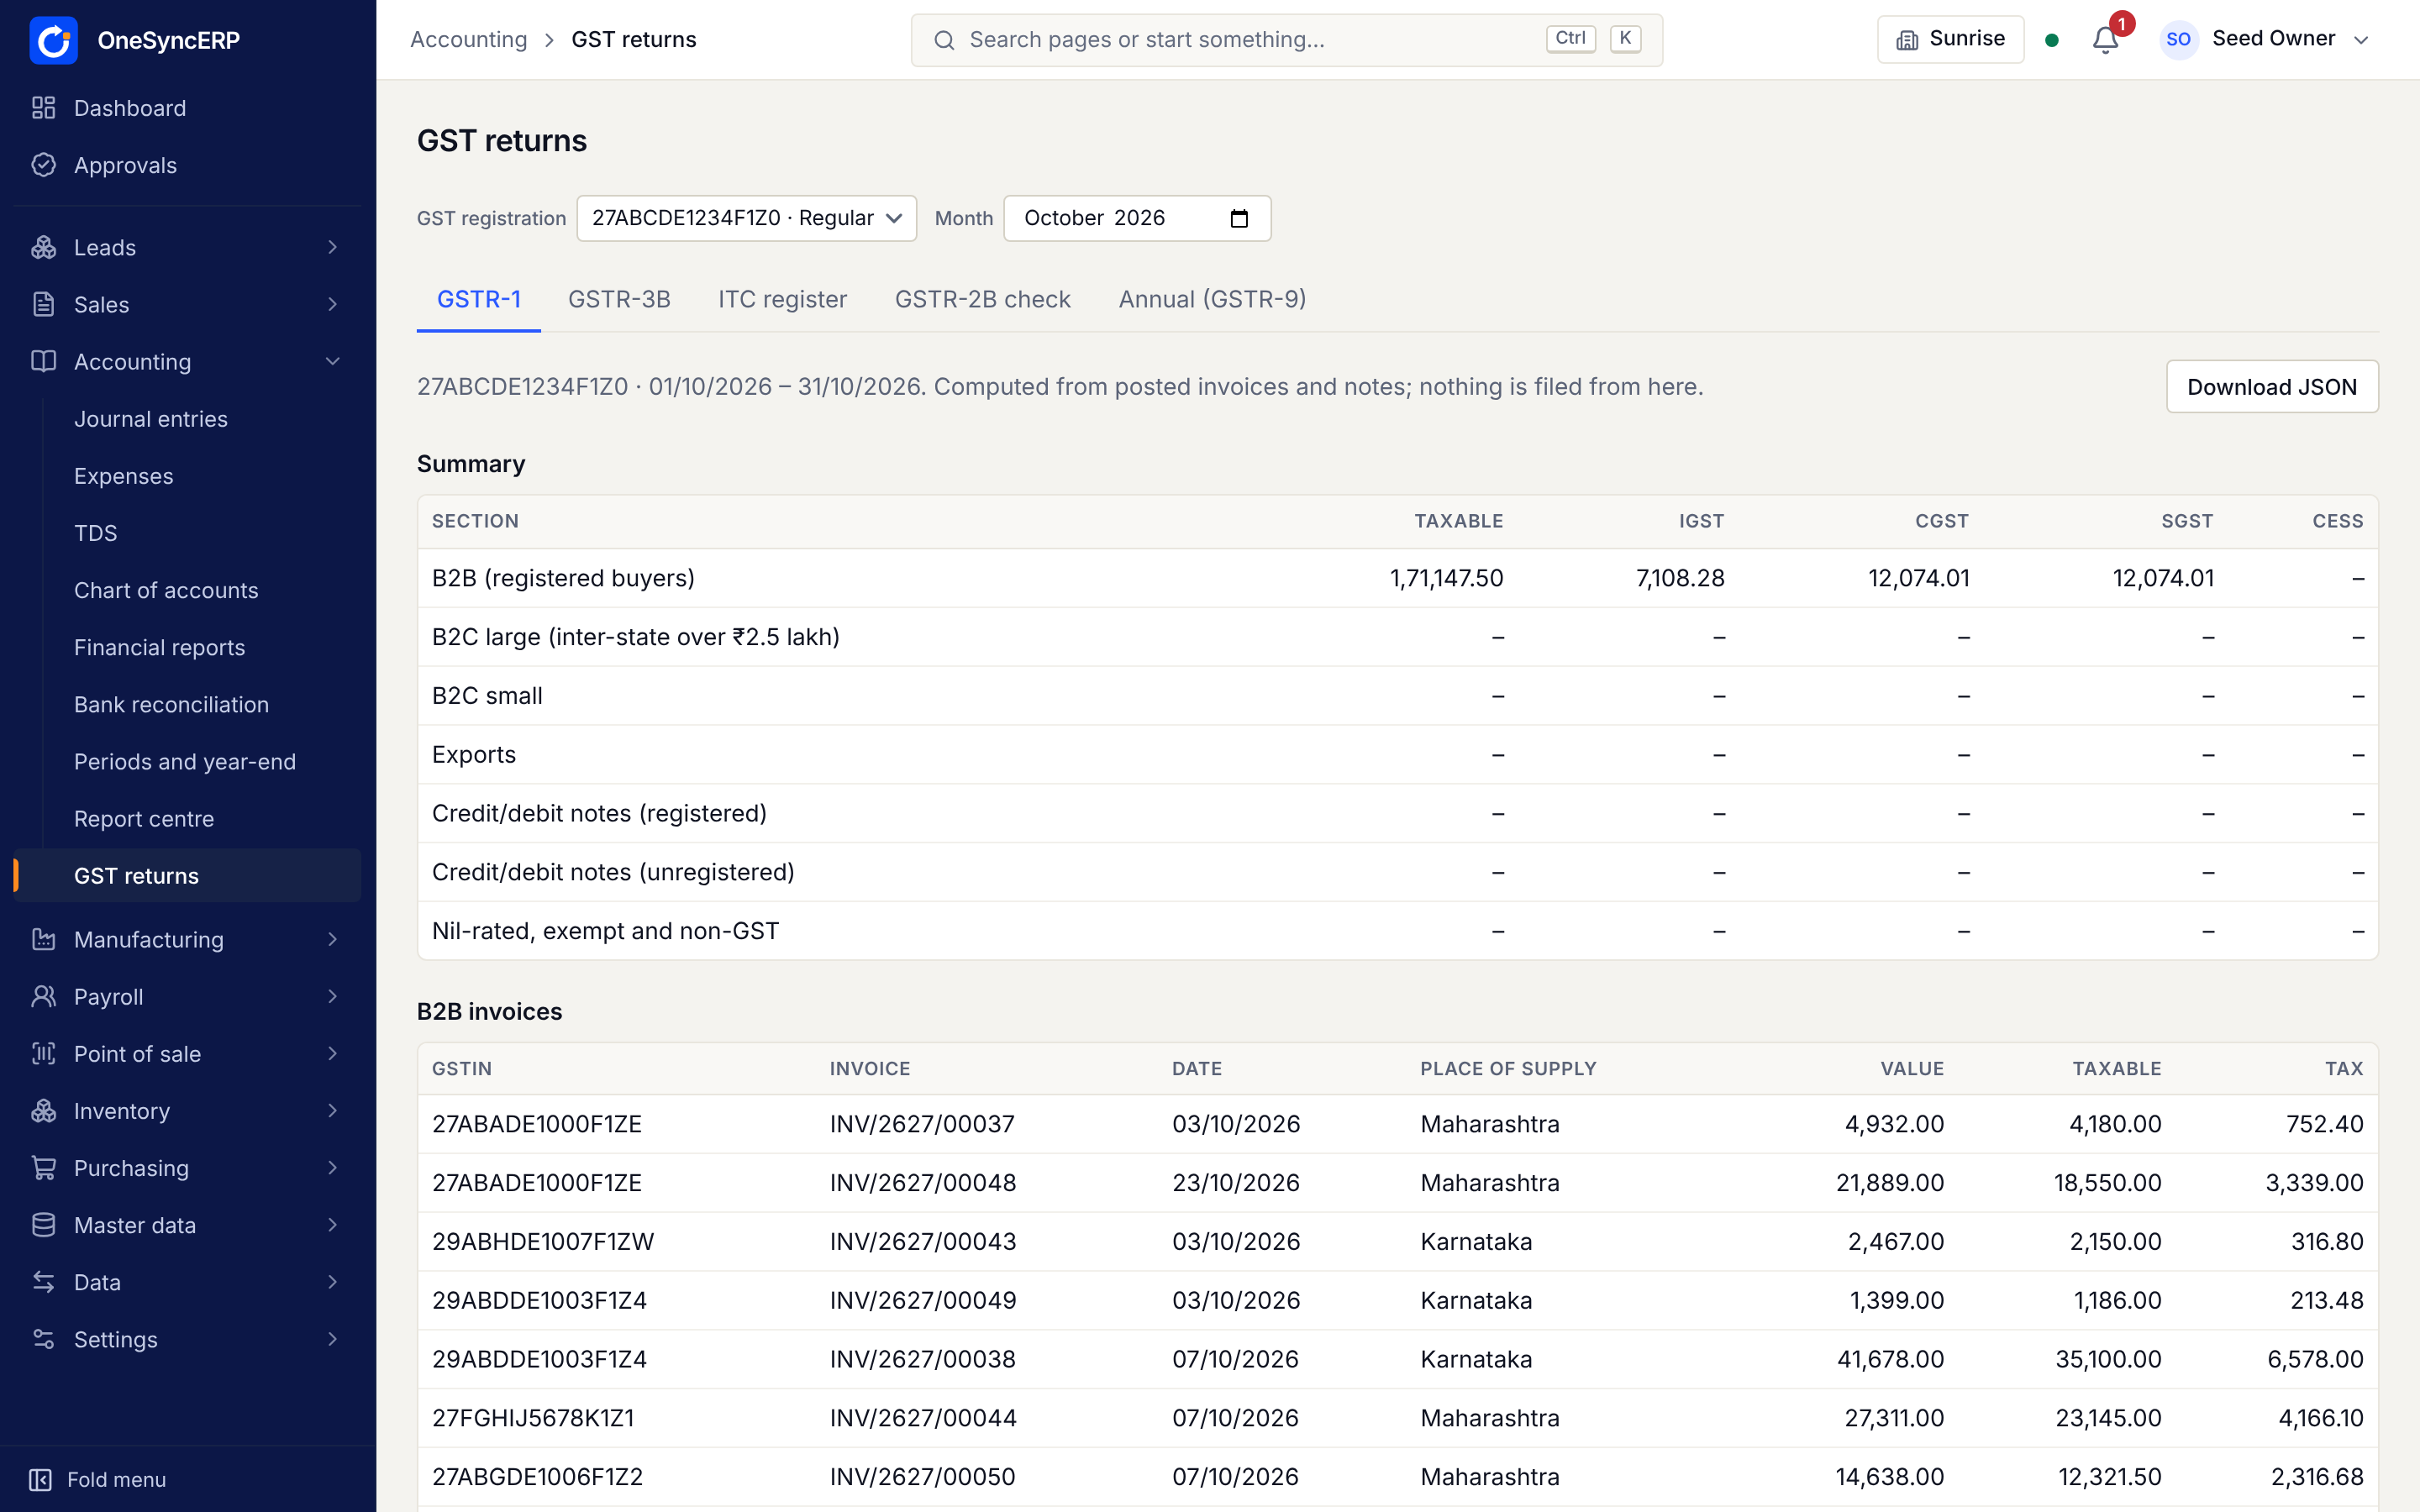 OneSyncERP
Dashboard
Approvals
Leads
Sales
Accounting
Journal entries
Expenses
TDS
Chart of accounts
Financial reports
Bank reconciliation
Periods and year-end
Report centre
GST returns
Manufacturing
Payroll
Point of sale
Inventory
Purchasing
Master data
Data
Settings
Fold menu
Accounting > GST returns
Search pages or start something... Ctrl K
Sunrise
1
SO Seed Owner
GST returns
GST registration 27ABCDE1234F1Z0 · Regular Month October 2026
GSTR-1 GSTR-3B ITC register GSTR-2B check Annual (GSTR-9)
27ABCDE1234F1Z0 · 01/10/2026 – 31/10/2026. Computed from posted invoices and notes; nothing is filed from here.
Download JSON
Summary
SECTION TAXABLE IGST CGST SGST CESS
B2B (registered buyers) 1,71,147.50 7,108.28 12,074.01 12,074.01 –
B2C large (inter-state over ₹2.5 lakh) – – – – –
B2C small – – – – –
Exports – – – – –
Credit/debit notes (registered) – – – – –
Credit/debit notes (unregistered) – – – – –
Nil-rated, exempt and non-GST – – – – –
B2B invoices
GSTIN INVOICE DATE PLACE OF SUPPLY VALUE TAXABLE TAX
27ABADE1000F1ZE INV/2627/00037 03/10/2026 Maharashtra 4,932.00 4,180.00 752.40
27ABADE1000F1ZE INV/2627/00048 23/10/2026 Maharashtra 21,889.00 18,550.00 3,339.00
29ABHDE1007F1ZW INV/2627/00043 03/10/2026 Karnataka 2,467.00 2,150.00 316.80
29ABDDE1003F1Z4 INV/2627/00049 03/10/2026 Karnataka 1,399.00 1,186.00 213.48
29ABDDE1003F1Z4 INV/2627/00038 07/10/2026 Karnataka 41,678.00 35,100.00 6,578.00
27FGHIJ5678K1Z1 INV/2627/00044 07/10/2026 Maharashtra 27,311.00 23,145.00 4,166.10
27ABGDE1006F1Z2 INV/2627/00050 07/10/2026 Maharashtra 14,638.00 12,321.50 2,316.68